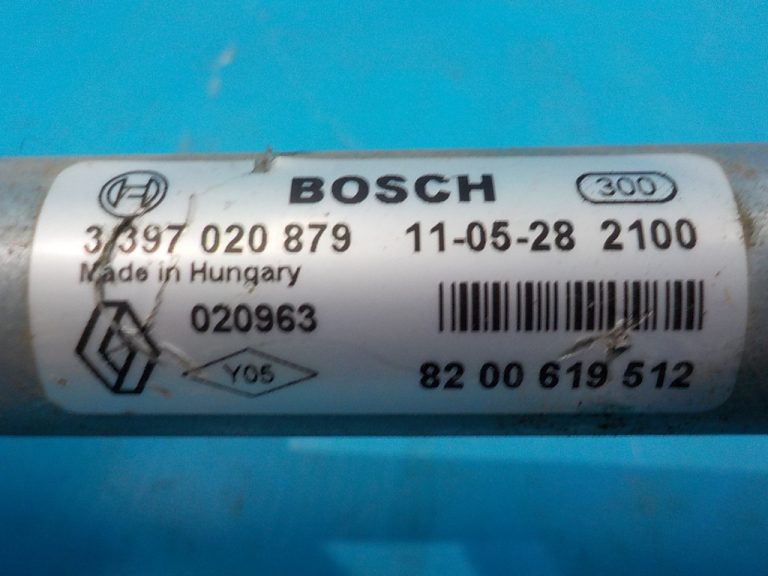 BOSCH 300
3 397 020 879 11-05-28 2100
Made in Hungary
020963
Y05 82 00 619 512